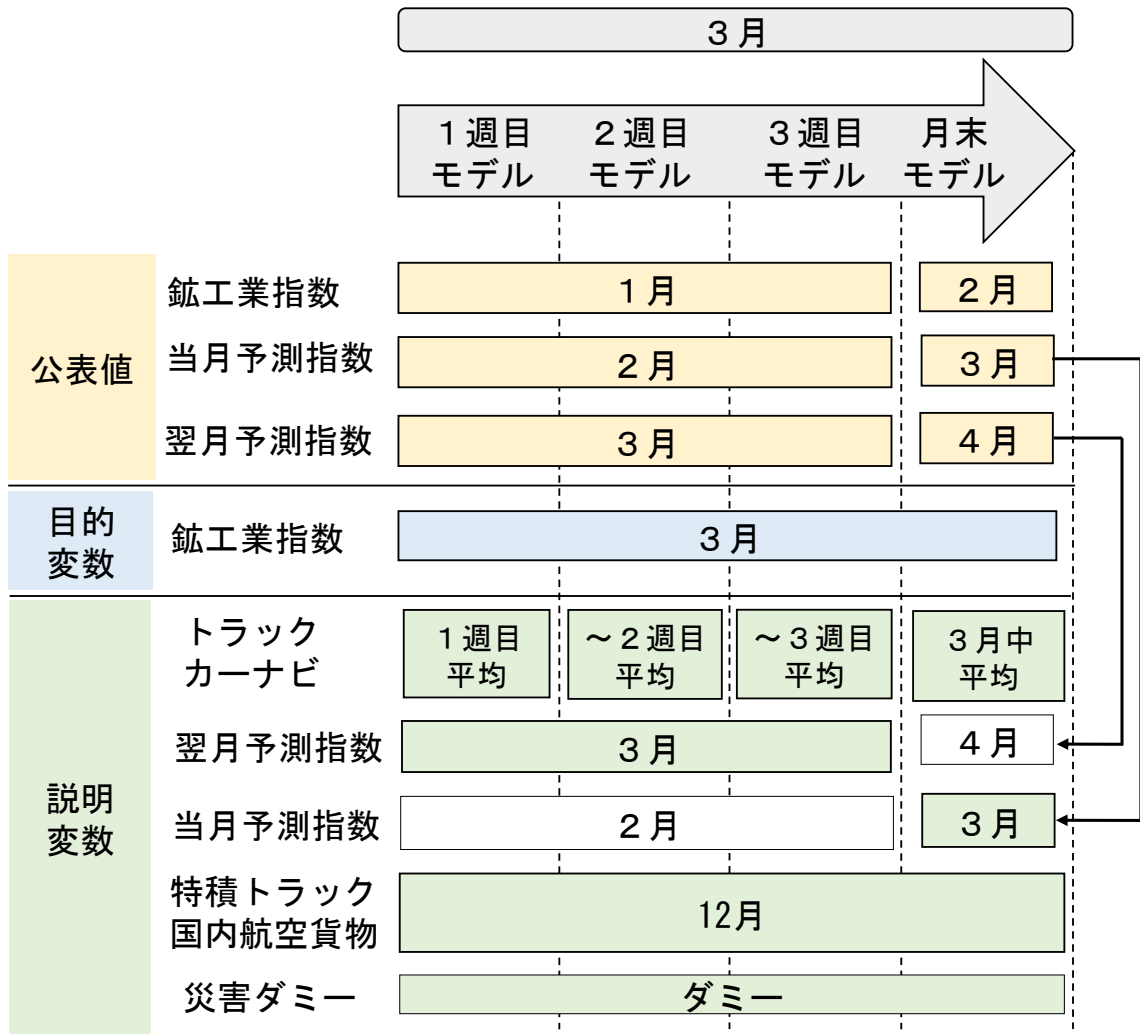 ３月
１週目
モデル
２週目
モデル
３週目
モデル
月末
モデル
公表値
鉱工業指数
１月
２月
当月予測指数
２月
３月
翌月予測指数
３月
４月
目的
変数
鉱工業指数
３月
説明
変数
トラック
カーナビ
１週目
平均
～２週目
平均
～３週目
平均
３月中
平均
翌月予測指数
３月
４月
当月予測指数
２月
３月
特積トラック
国内航空貨物
12月
災害ダミー
ダミー